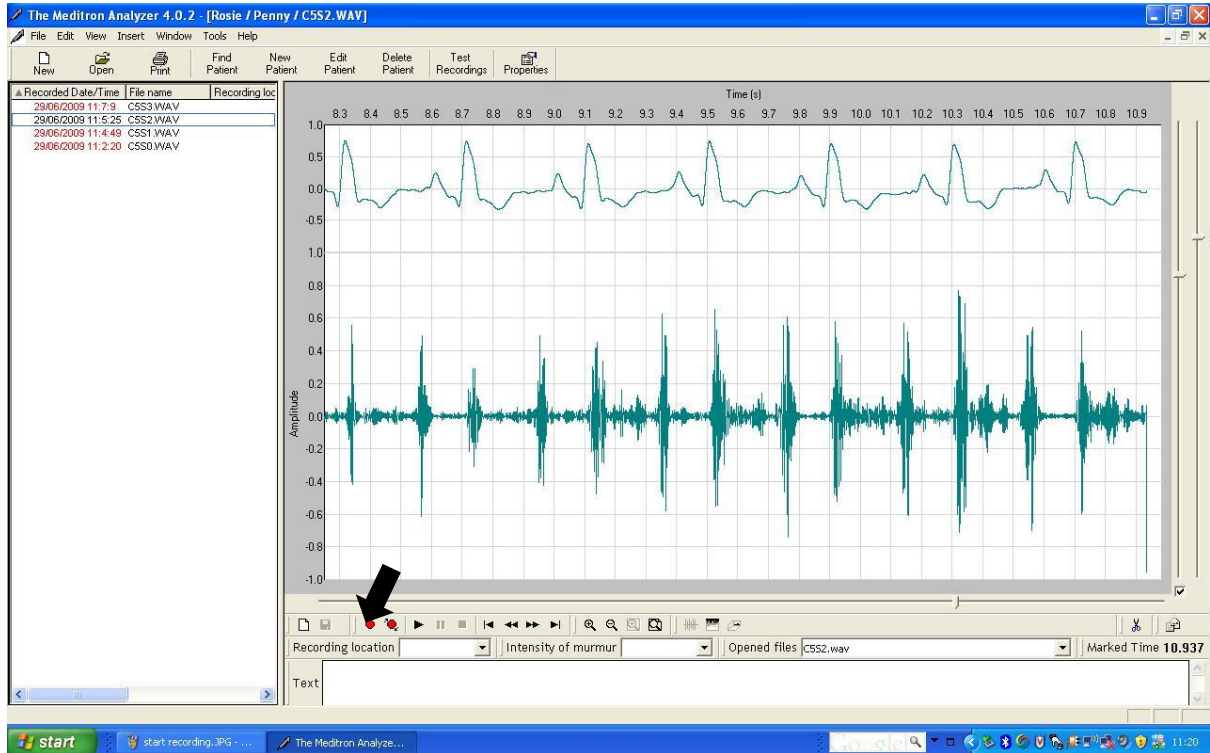 The Meditron Analyzer 4.0.2 - [Rosie / Penny / C5S2.WAV]
File Edit View Insert Window Tools Help
New Open Print Find Patient New Patient Edit Patient Delete Patient Test Recordings Properties
Recorded Date/Time File name Recording loc
29/06/2009 11:7:9 C5S3.WAV
29/06/2009 11:5:25 C5S2.WAV
29/06/2009 11:4:49 C5S1.WAV
29/06/2009 11:2:20 C5S0.WAV
Time (s)
8.3 8.4 8.5 8.6 8.7 8.8 8.9 9.0 9.1 9.2 9.3 9.4 9.5 9.6 9.7 9.8 9.9 10.0 10.1 10.2 10.3 10.4 10.5 10.6 10.7 10.8 10.9
1.0
0.5
0.0
-0.5
1.0
0.8
0.6
0.4
0.2
0.0
-0.2
-0.4
-0.6
-0.8
-1.0
Amplitude
Recording location Intensity of murmur Opened files C5S2.wav Marked Time 10.937
Text
start start recording.JPG - ... The Meditron Analyze... Google 11:20